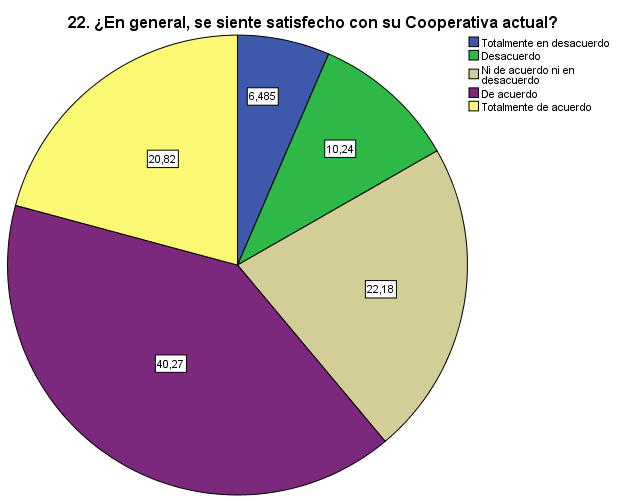 22. ¿En general, se siente satisfecho con su Cooperativa actual?
Totalmente en desacuerdo
Desacuerdo
Ni de acuerdo ni en
desacuerdo
De acuerdo
Totalmente de acuerdo
6,485
10,24
20,82
22,18
40,27